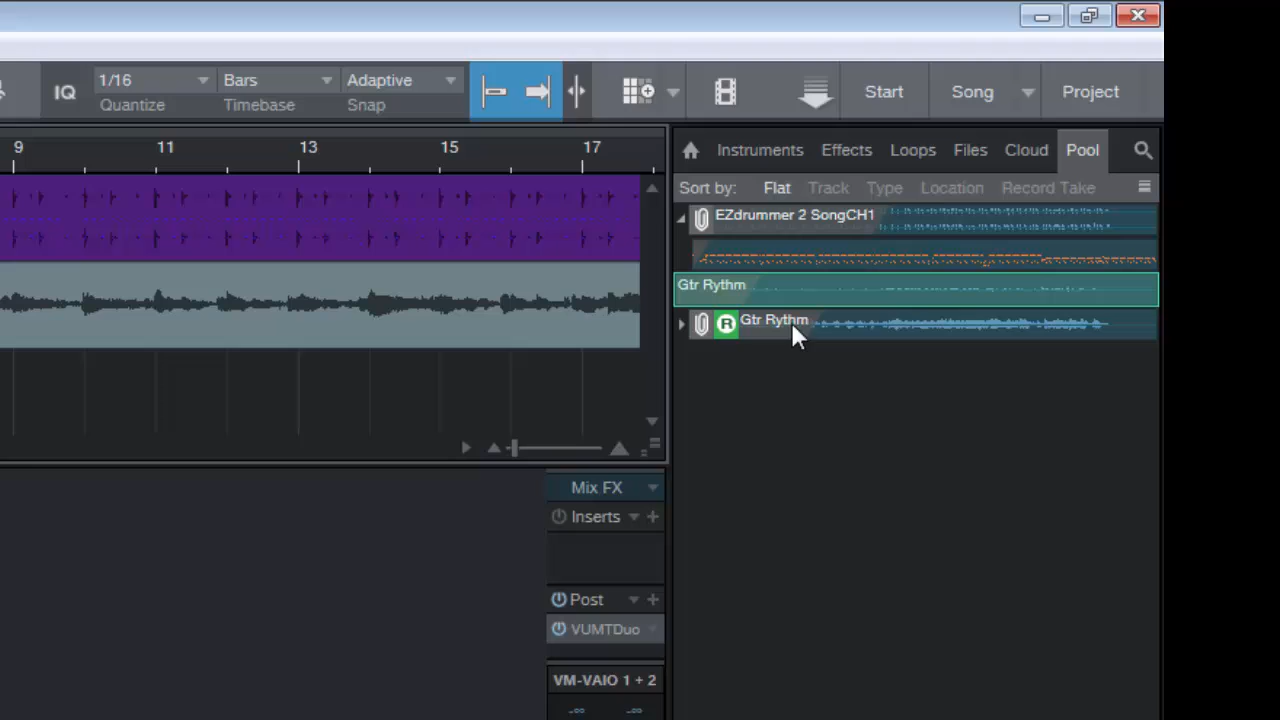 IQ 1/16 Bars Adaptive Start Song Project
Quantize Timebase Snap
9 11 13 15 17
Instruments Effects Loops Files Cloud Pool
Sort by: Flat Track Type Location Record Take
EZdrummer 2 SongCH1
Gtr Rythm
R Gtr Rythm
Mix FX
Inserts
Post
VUMTDuo
VM-VAIO 1 + 2
-∞ -∞